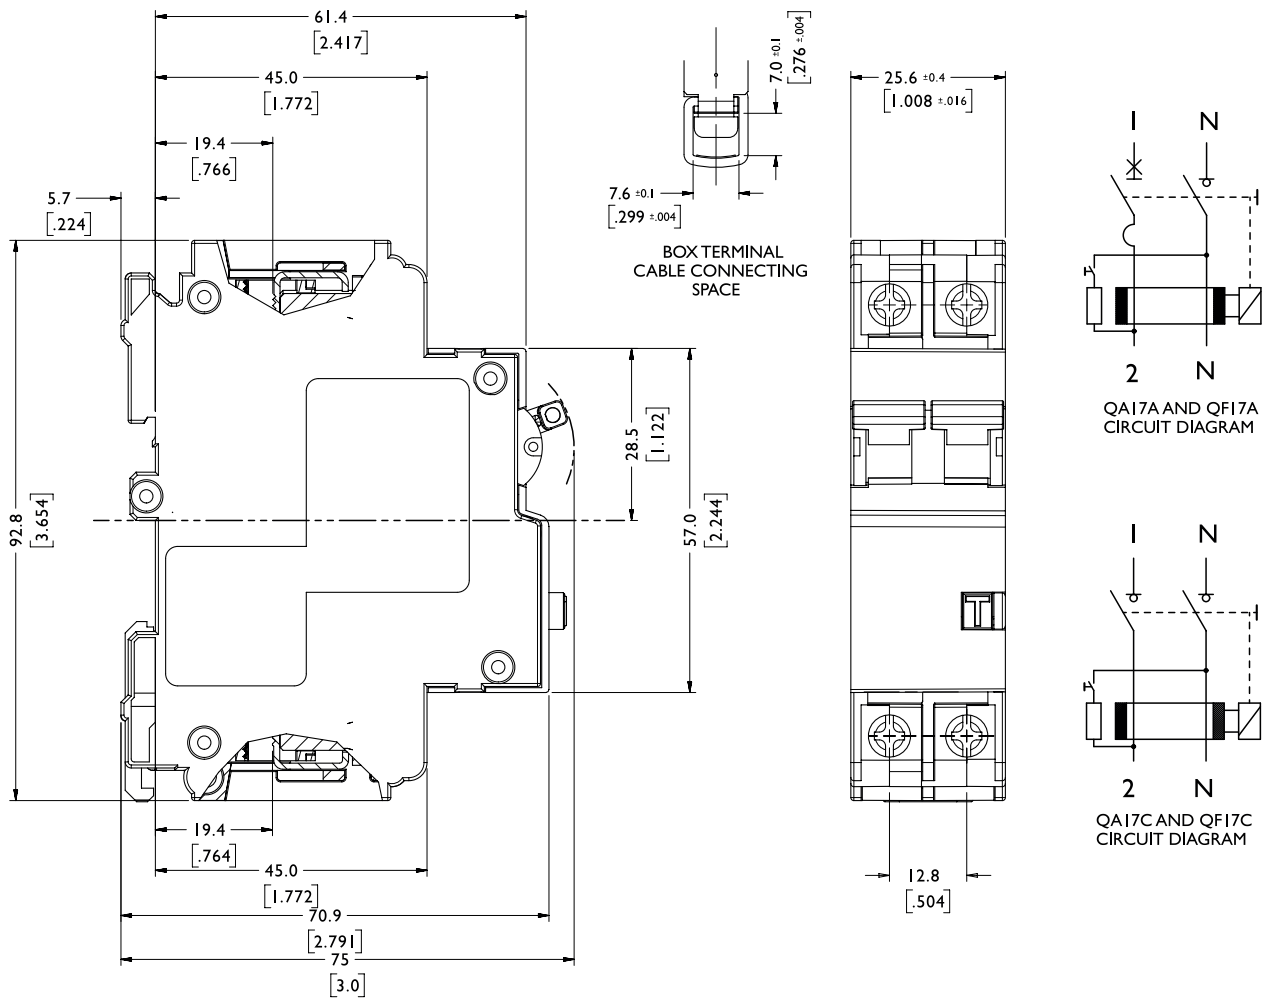 61.4
[2.417]
45.0
[1.772]
19.4
[.766]
5.7
[.224]
7.0 ±0.1
[.276 ±.004]
7.6 ±0.1
[.299 ±.004]
BOX TERMINAL
CABLE CONNECTING
SPACE
25.6 ±0.4
[1.008 ±.016]
92.8
[3.654]
28.5
[1.122]
57.0
[2.244]
T
19.4
[.764]
45.0
[1.772]
70.9
[2.791]
75
[3.0]
12.8
[.504]
1 N
2 N
QA17A AND QF17A
CIRCUIT DIAGRAM
1 N
2 N
QA17C AND QF17C
CIRCUIT DIAGRAM